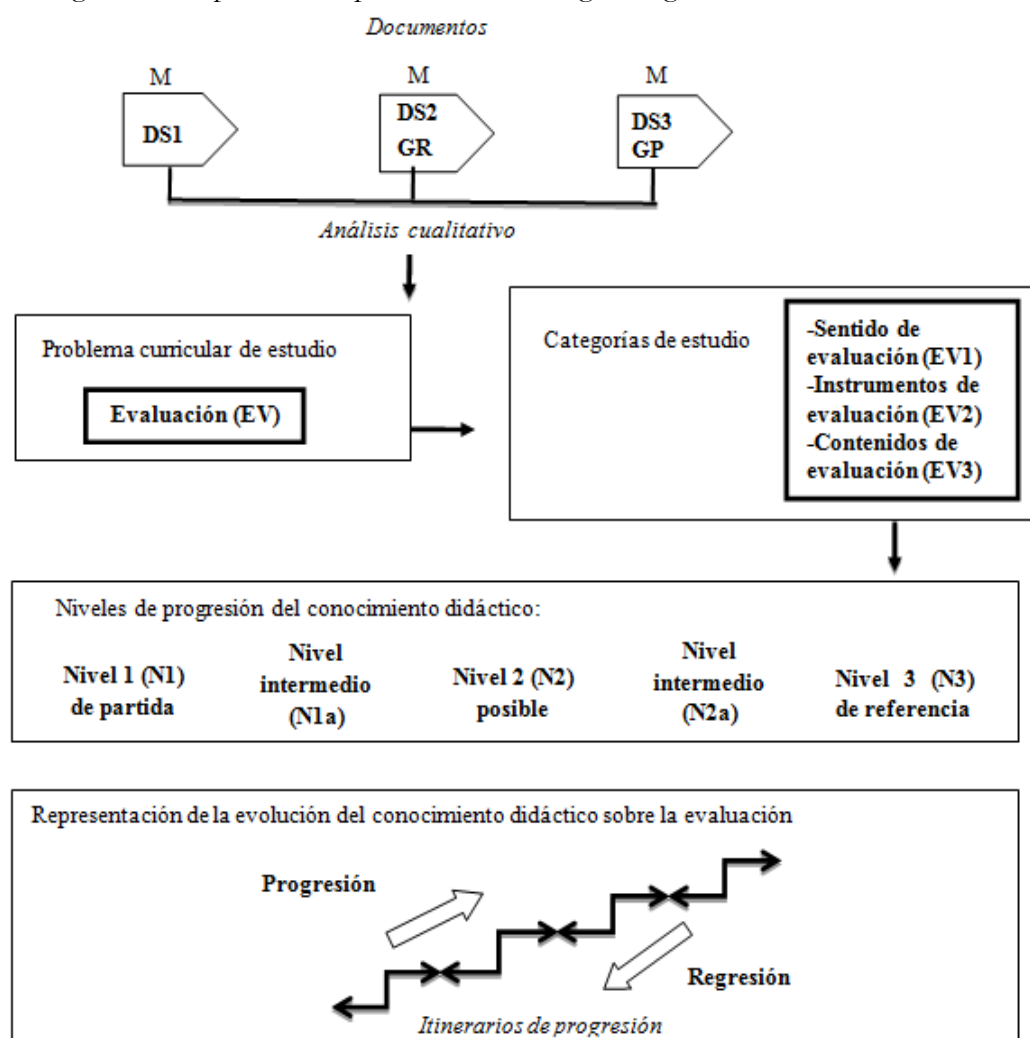 Documentos
M M M
DS1
DS2
GR
DS3
GP
Análisis cualitativo
Problema curricular de estudio
Evaluación (EV)
Categorías de estudio
-Sentido de
evaluación (EV1)
-Instrumentos de
evaluación (EV2)
-Contenidos de
evaluación (EV3)
Niveles de progresión del conocimiento didáctico:
Nivel 1 (N1)
de partida
Nivel
intermedio
(N1a)
Nivel 2 (N2)
posible
Nivel
intermedio
(N2a)
Nivel 3 (N3)
de referencia
Representación de la evolución del conocimiento didáctico sobre la evaluación
Progresión
Regresión
Itinerarios de progresión